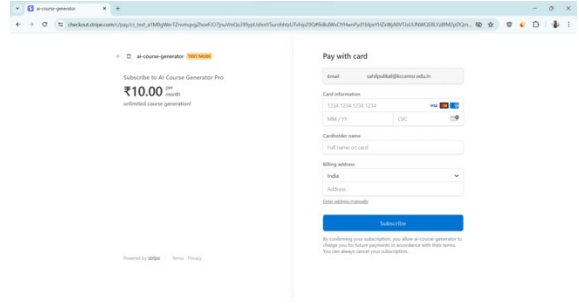 ai-course-generator
ai-course-generator TEST MODE
Subscribe to AI Course Generator Pro
₹10.00 per
month
unlimited course generation!
Powered by stripe Terms Privacy
Pay with card
Email
Card information
1234 1234 1234 1234 VISA
MM / YY CVC
Cardholder name
Full name on card
Billing address
India
Address
Enter address manually
Subscribe
By confirming your subscription, you allow ai-course-generator to
charge you for future payments in accordance with their terms.
You can always cancel your subscription.